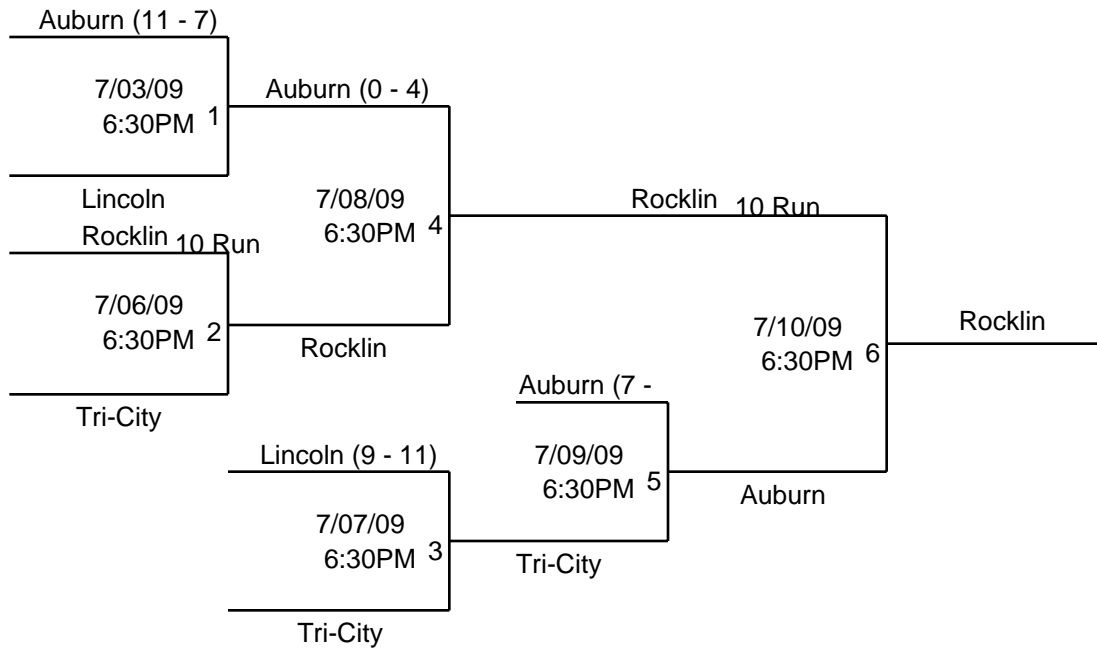 Auburn (11 - 7)
7/03/09
6:30PM 1
Lincoln
Auburn (0 - 4)
Rocklin 10 Run
7/06/09
6:30PM 2
Tri-City
7/08/09
6:30PM 4
Rocklin
Rocklin 10 Run
Lincoln (9 - 11)
7/07/09
6:30PM 3
Tri-City
Auburn (7 -
7/09/09
6:30PM 5
Tri-City
7/10/09
6:30PM 6
Auburn
Rocklin